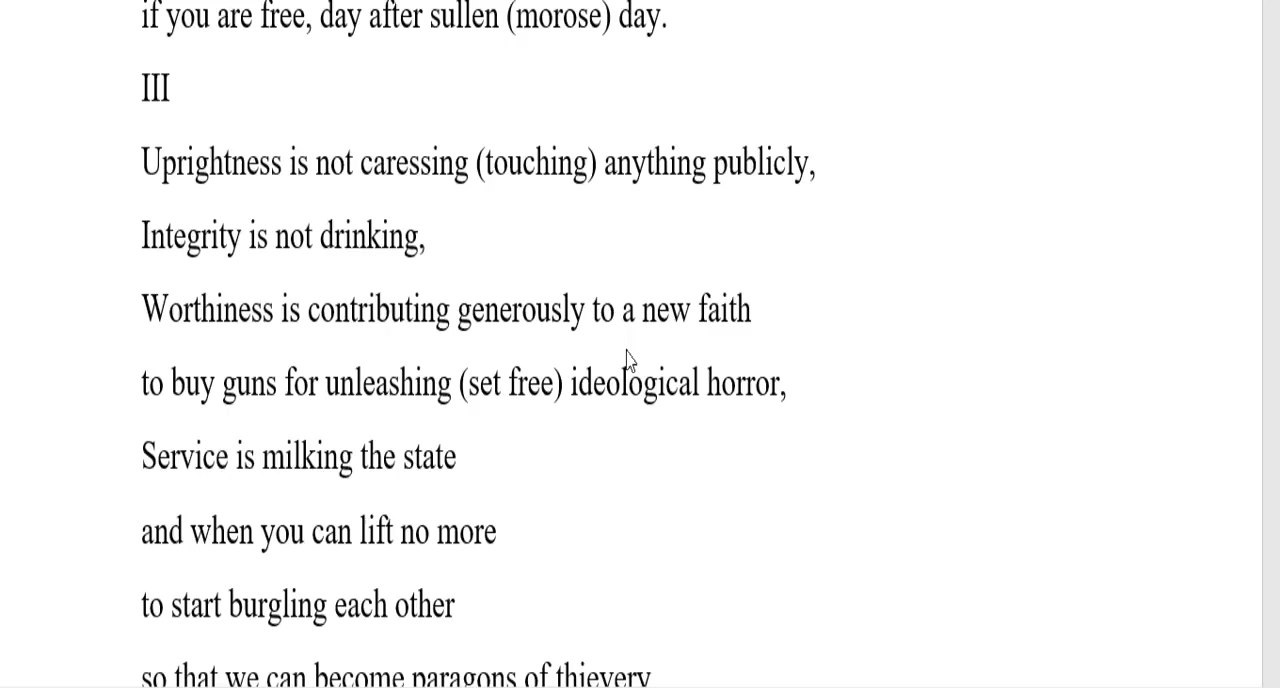 if you are free, day after sullen (morose) day.
III
Uprightness is not caressing (touching) anything publicly,
Integrity is not drinking,
Worthiness is contributing generously to a new faith
to buy guns for unleashing (set free) ideological horror,
Service is milking the state
and when you can lift no more
to start burgling each other
so that we can become paragons of thievery